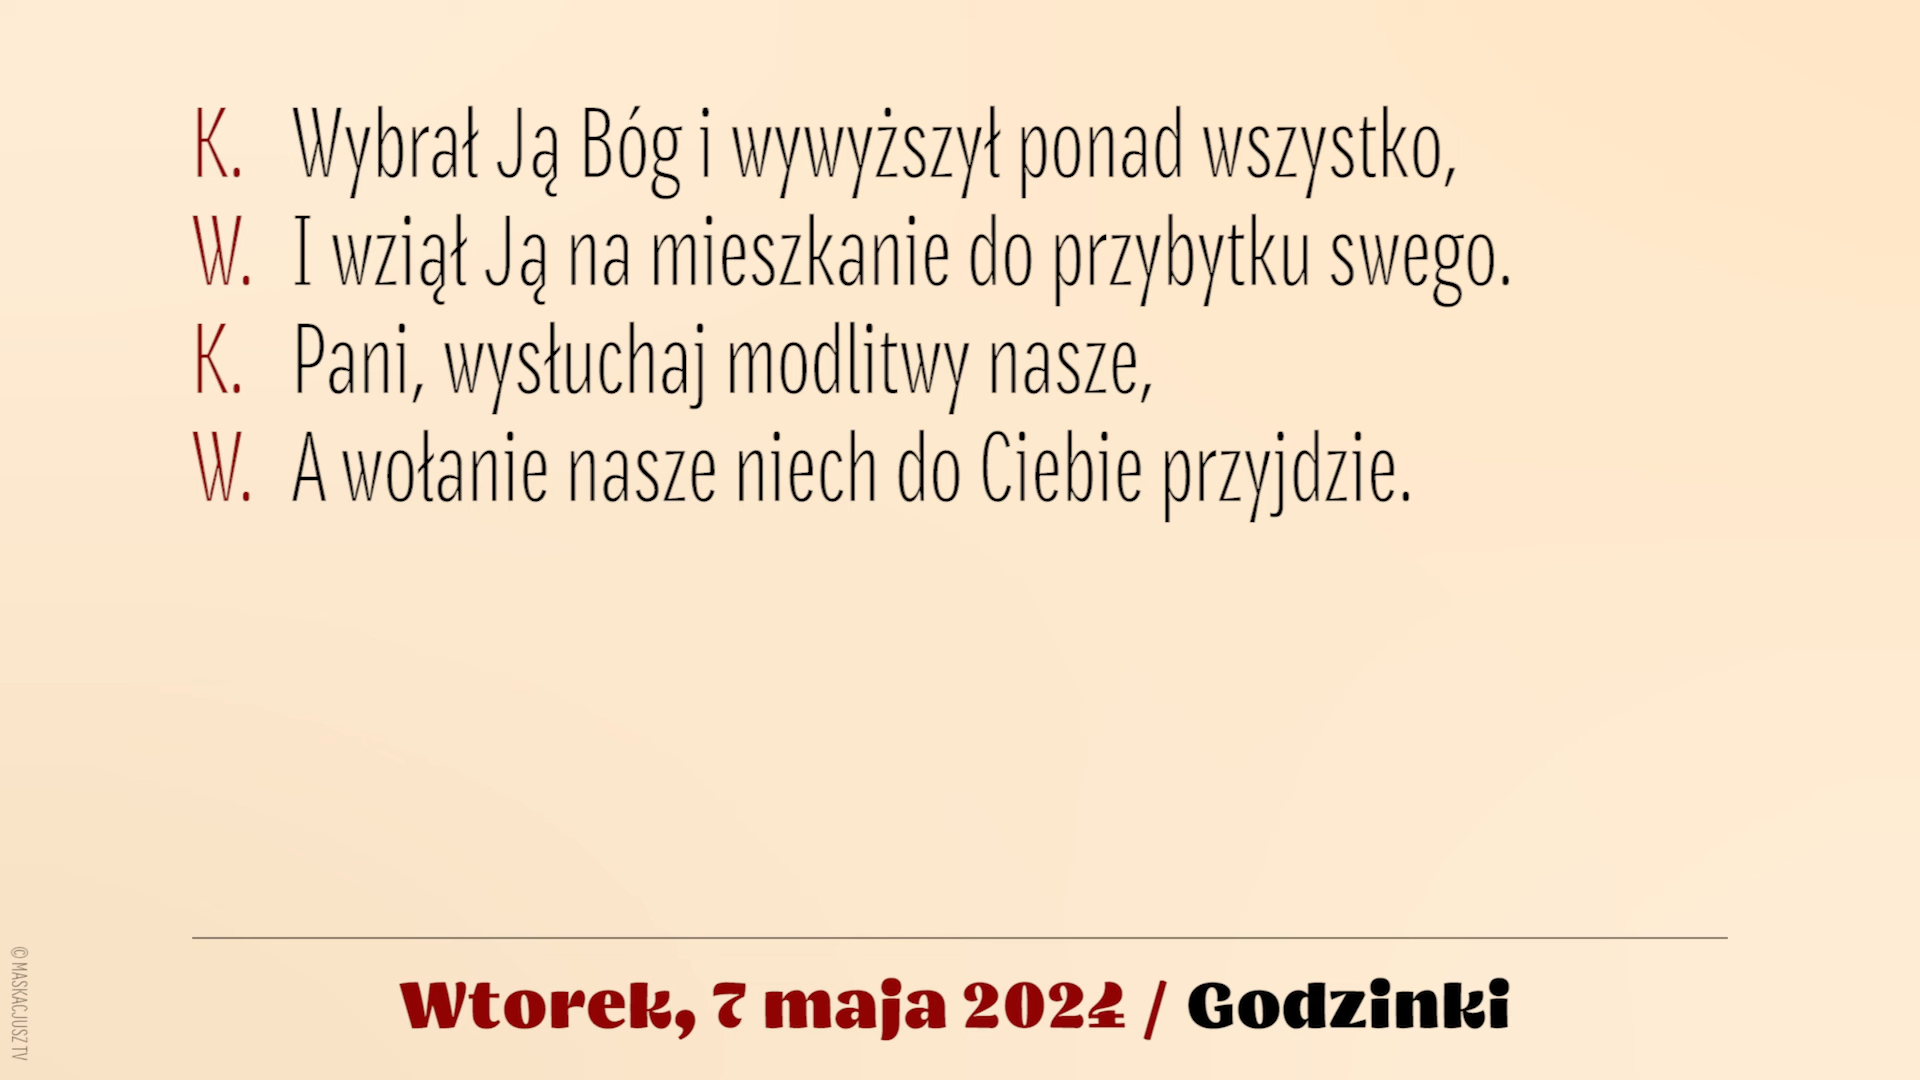 K. Wybrał Ją Bóg i wywyższył ponad wszystko,
W. I wziął Ją na mieszkanie do przybytku swego.
K. Pani, wysłuchaj modlitwy nasze,
W. A wołanie nasze niech do Ciebie przyjdzie.
Wtorek, 7 maja 2024 / Godzinki
© MASKACJUSZ TV